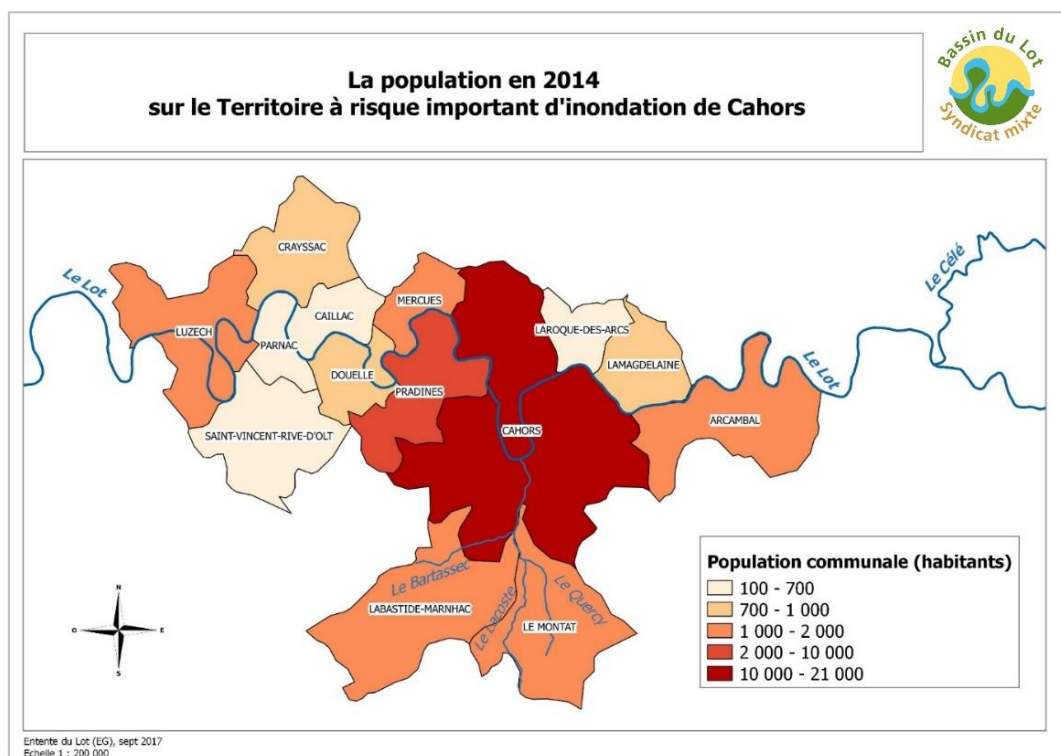 La population en 2014
sur le Territoire à risque important d'inondation de Cahors
Bassin du Lot
Syndicat mixte
CRAYSSAC
Le Lot
Le Célé
MERCUES
CAILLAC
LUZECH
LAROQUE-DES-ARCS
PARNAC
LAMAGDELAINE
DOUELLE
Le Lot
PRADINES
ARCAMBAL
CAHORS
SAINT-VINCENT-RIVE-D'OLT
Population communale (habitants)
100 - 700
700 - 1 000
1 000 - 2 000
2 000 - 10 000
10 000 - 21 000
Le Bartassec
Le Quercy
LABASTIDE-MARNHAC
Le Lacoste
LE MONTAT
N
O
E
S
Entente du Lot (EG), sept 2017
Echelle 1 : 200 000